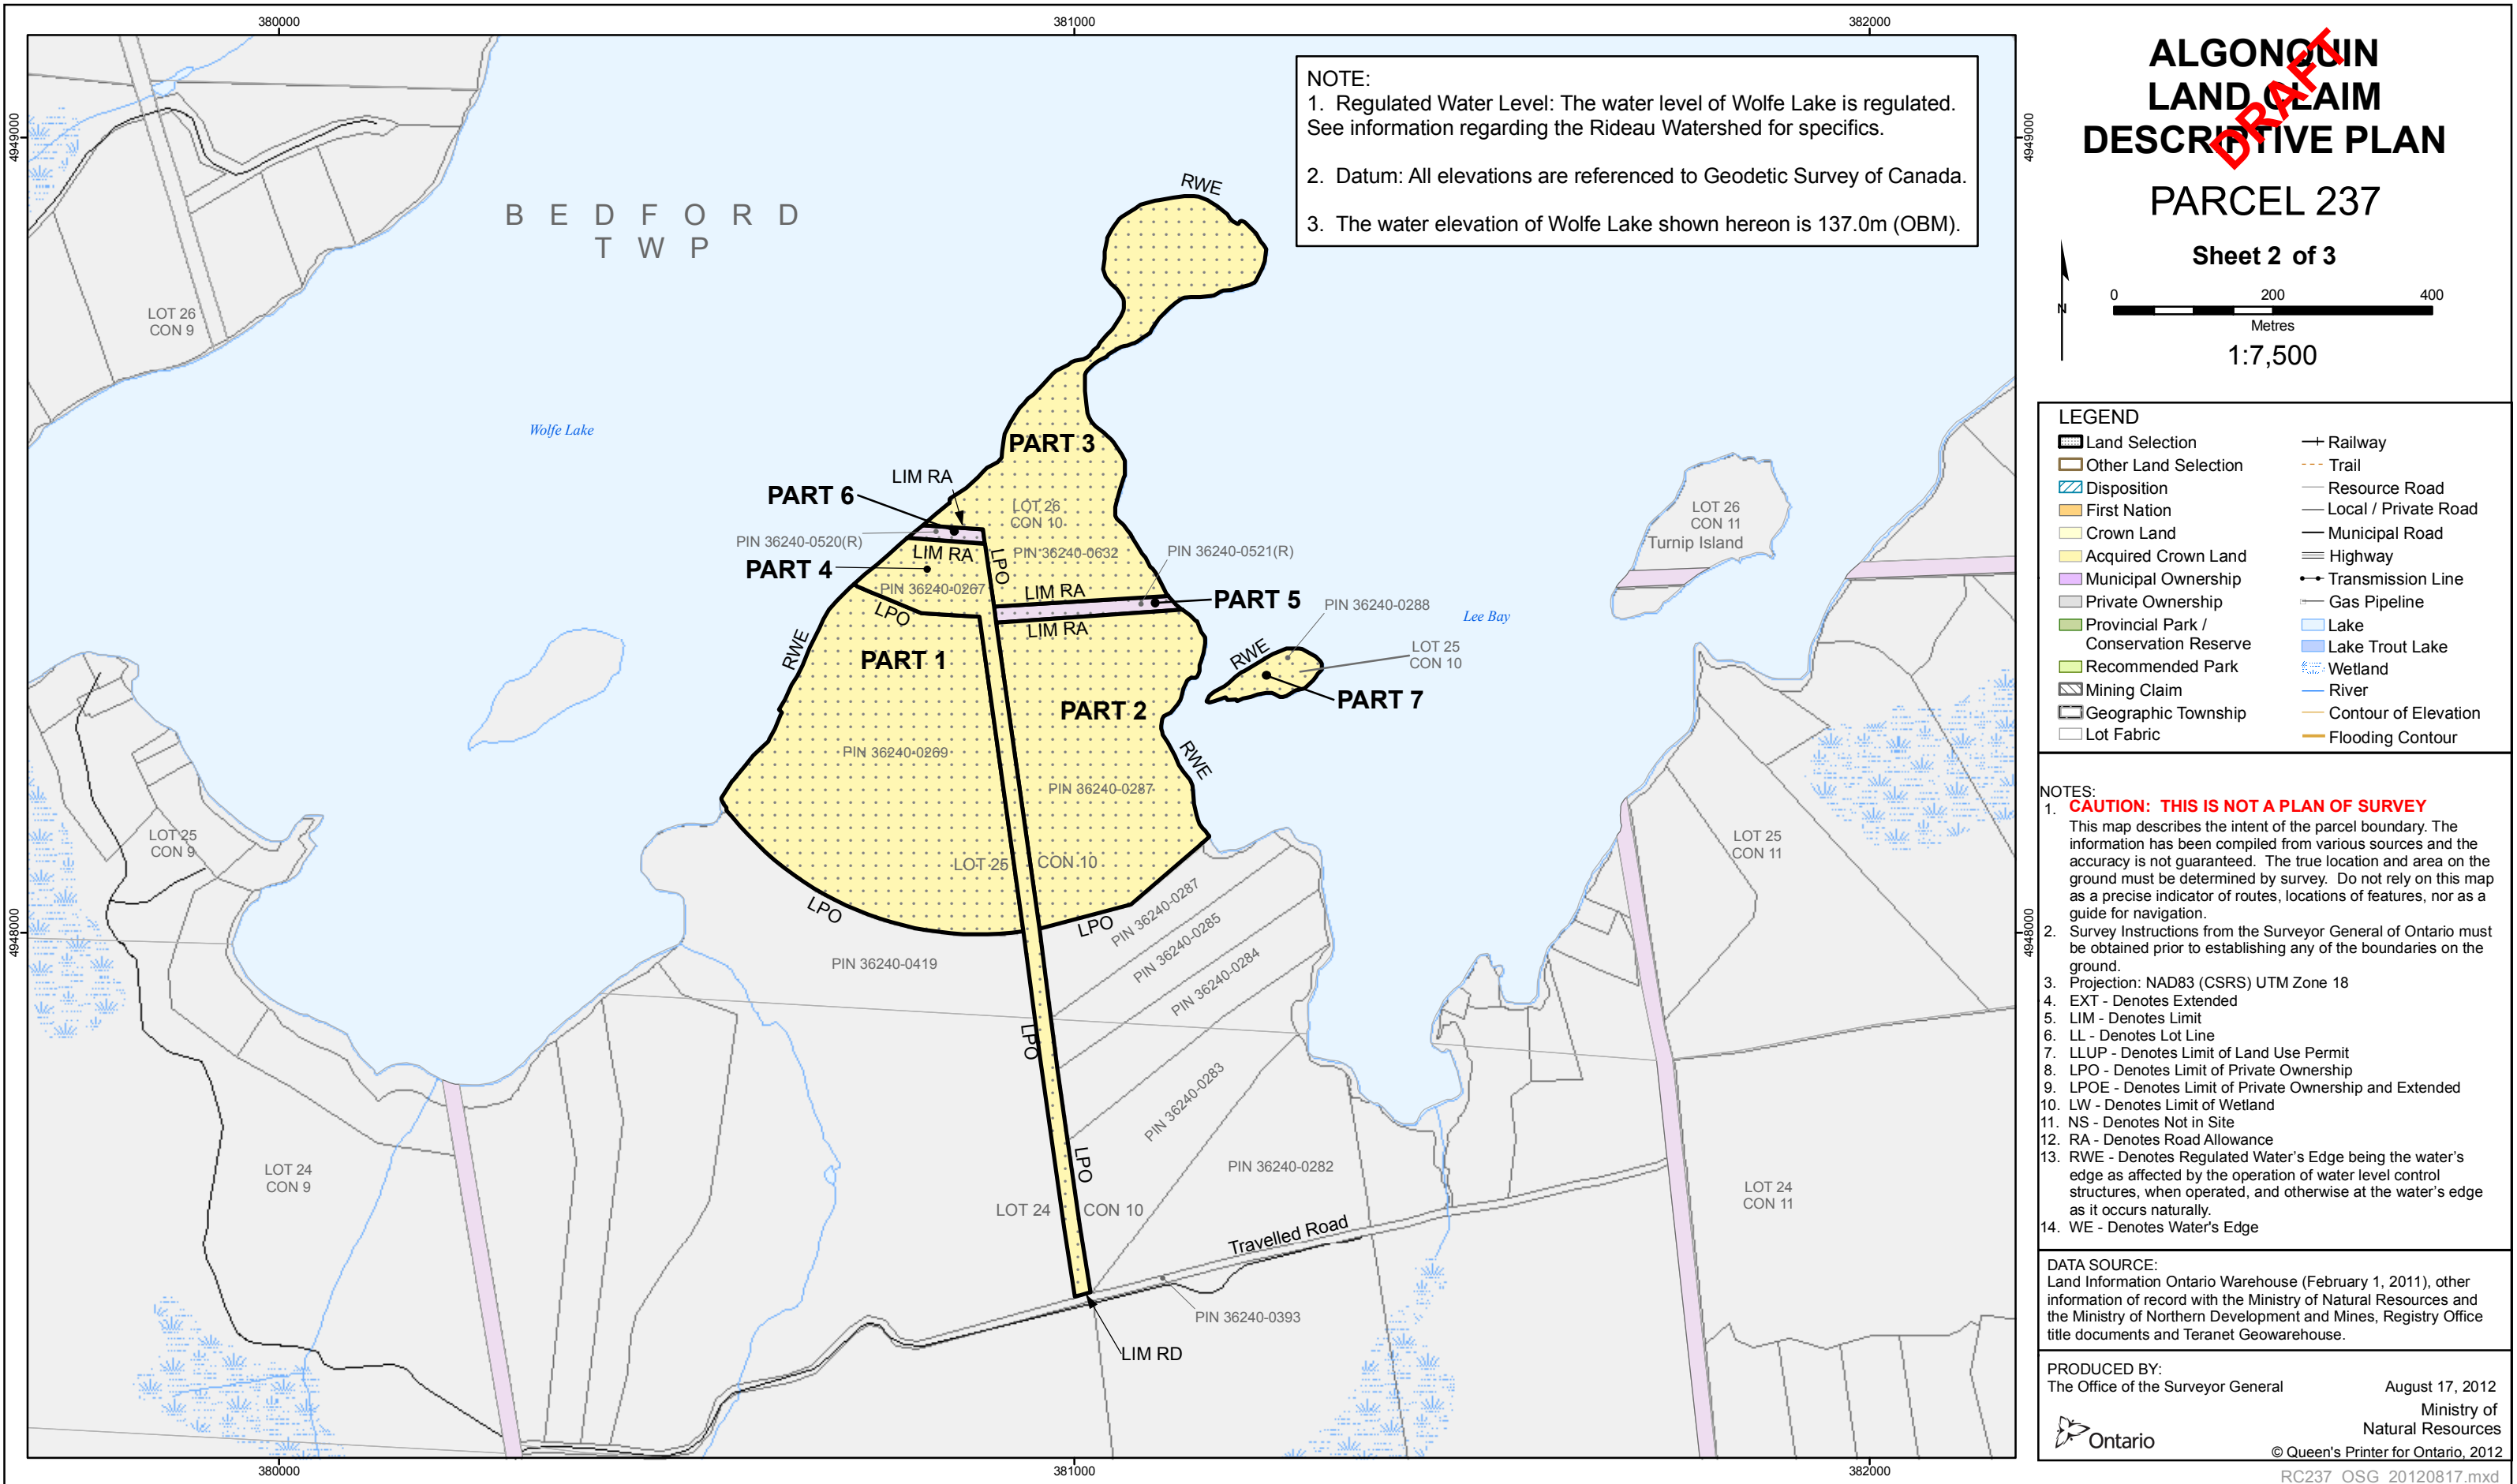 380000
381000
382000
4949000
4948000
4949000
4948000
380000
381000
382000
NOTE:
1. Regulated Water Level: The water level of Wolfe Lake is regulated.
See information regarding the Rideau Watershed for specifics.
2. Datum: All elevations are referenced to Geodetic Survey of Canada.
3. The water elevation of Wolfe Lake shown hereon is 137.0m (OBM).
BEDFORD
TWP
LOT 26
CON 9
Wolfe Lake
RWE
PART 3
LIM RA
PART 6
LOT 26
CON 10
PIN 36240-0520(R)
LIM RA
LPO
PIN 36240-0632
PIN 36240-0521(R)
PART 4
PIN 36240-0267
LIM RA
PART 5
LPO
LIM RA
PIN 36240-0288
Lee Bay
LOT 26
CON 11
Turnip Island
RWE
PART 1
RWE
LOT 25
CON 10
PART 7
PART 2
PIN 36240-0269
RWE
PIN 36240-0287
LOT 25
CON 9
LOT 25
CON 10
LOT 25
CON 11
LPO
LPO
PIN 36240-0287
PIN 36240-0285
PIN 36240-0284
PIN 36240-0419
LPO
PIN 36240-0283
LPO
PIN 36240-0282
LOT 24
CON 9
LOT 24
CON 10
LOT 24
CON 11
Travelled Road
PIN 36240-0393
LIM RD
ALGONQUIN
LAND CLAIM
DESCRIPTIVE PLAN
DRAFT
PARCEL 237
Sheet 2 of 3
N
0 200 400
Metres
1:7,500
LEGEND
Land Selection
Other Land Selection
Disposition
First Nation
Crown Land
Acquired Crown Land
Municipal Ownership
Private Ownership
Provincial Park /
Conservation Reserve
Recommended Park
Mining Claim
Geographic Township
Lot Fabric
Railway
Trail
Resource Road
Local / Private Road
Municipal Road
Highway
Transmission Line
Gas Pipeline
Lake
Lake Trout Lake
Wetland
River
Contour of Elevation
Flooding Contour
NOTES:
1. CAUTION: THIS IS NOT A PLAN OF SURVEY
This map describes the intent of the parcel boundary. The
information has been compiled from various sources and the
accuracy is not guaranteed. The true location and area on the
ground must be determined by survey. Do not rely on this map
as a precise indicator of routes, locations of features, nor as a
guide for navigation.
2. Survey Instructions from the Surveyor General of Ontario must
be obtained prior to establishing any of the boundaries on the
ground.
3. Projection: NAD83 (CSRS) UTM Zone 18
4. EXT - Denotes Extended
5. LIM - Denotes Limit
6. LL - Denotes Lot Line
7. LLUP - Denotes Limit of Land Use Permit
8. LPO - Denotes Limit of Private Ownership
9. LPOE - Denotes Limit of Private Ownership and Extended
10. LW - Denotes Limit of Wetland
11. NS - Denotes Not in Site
12. RA - Denotes Road Allowance
13. RWE - Denotes Regulated Water’s Edge being the water’s
edge as affected by the operation of water level control
structures, when operated, and otherwise at the water’s edge
as it occurs naturally.
14. WE - Denotes Water's Edge
DATA SOURCE:
Land Information Ontario Warehouse (February 1, 2011), other
information of record with the Ministry of Natural Resources and
the Ministry of Northern Development and Mines, Registry Office
title documents and Teranet Geowarehouse.
PRODUCED BY:
The Office of the Surveyor General
August 17, 2012
Ministry of
Natural Resources
Ontario
© Queen's Printer for Ontario, 2012
RC237_OSG_20120817.mxd